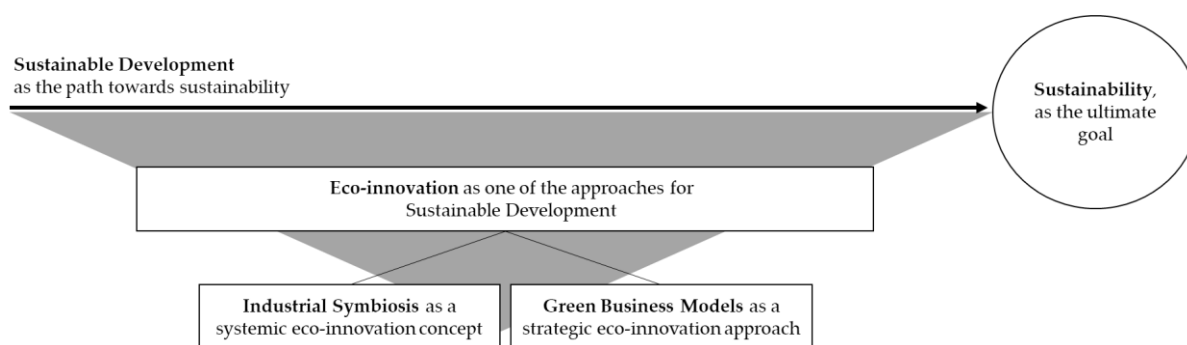 Sustainable Development
as the path towards sustainability
Sustainability,
as the ultimate
goal
Eco-innovation as one of the approaches for
Sustainable Development
Industrial Symbiosis as a
systemic eco-innovation concept
Green Business Models as a
strategic eco-innovation approach